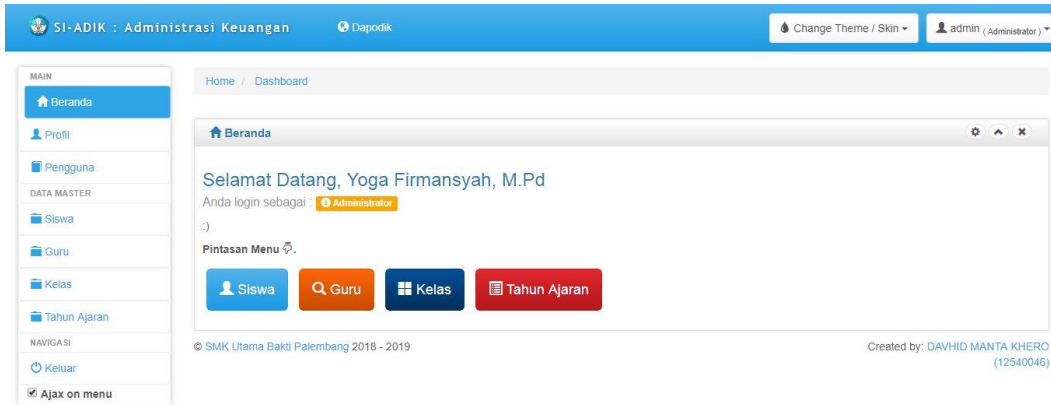 SI-ADIK : Administrasi Keuangan
Dapodik
Change Theme / Skin
admin ( Administrator )
MAIN
Beranda
Profil
Pengguna
DATA MASTER
Siswa
Guru
Kelas
Tahun Ajaran
NAVIGASI
Keluar
Ajax on menu
Home / Dashboard
Beranda
Selamat Datang, Yoga Firmansyah, M.Pd
Anda login sebagai : Administrator
:)
Pintasan Menu .
Siswa
Guru
Kelas
Tahun Ajaran
© SMK Utama Bakti Palembang 2018 - 2019
Created by: DAVHID MANTA KHERO
(12540046)